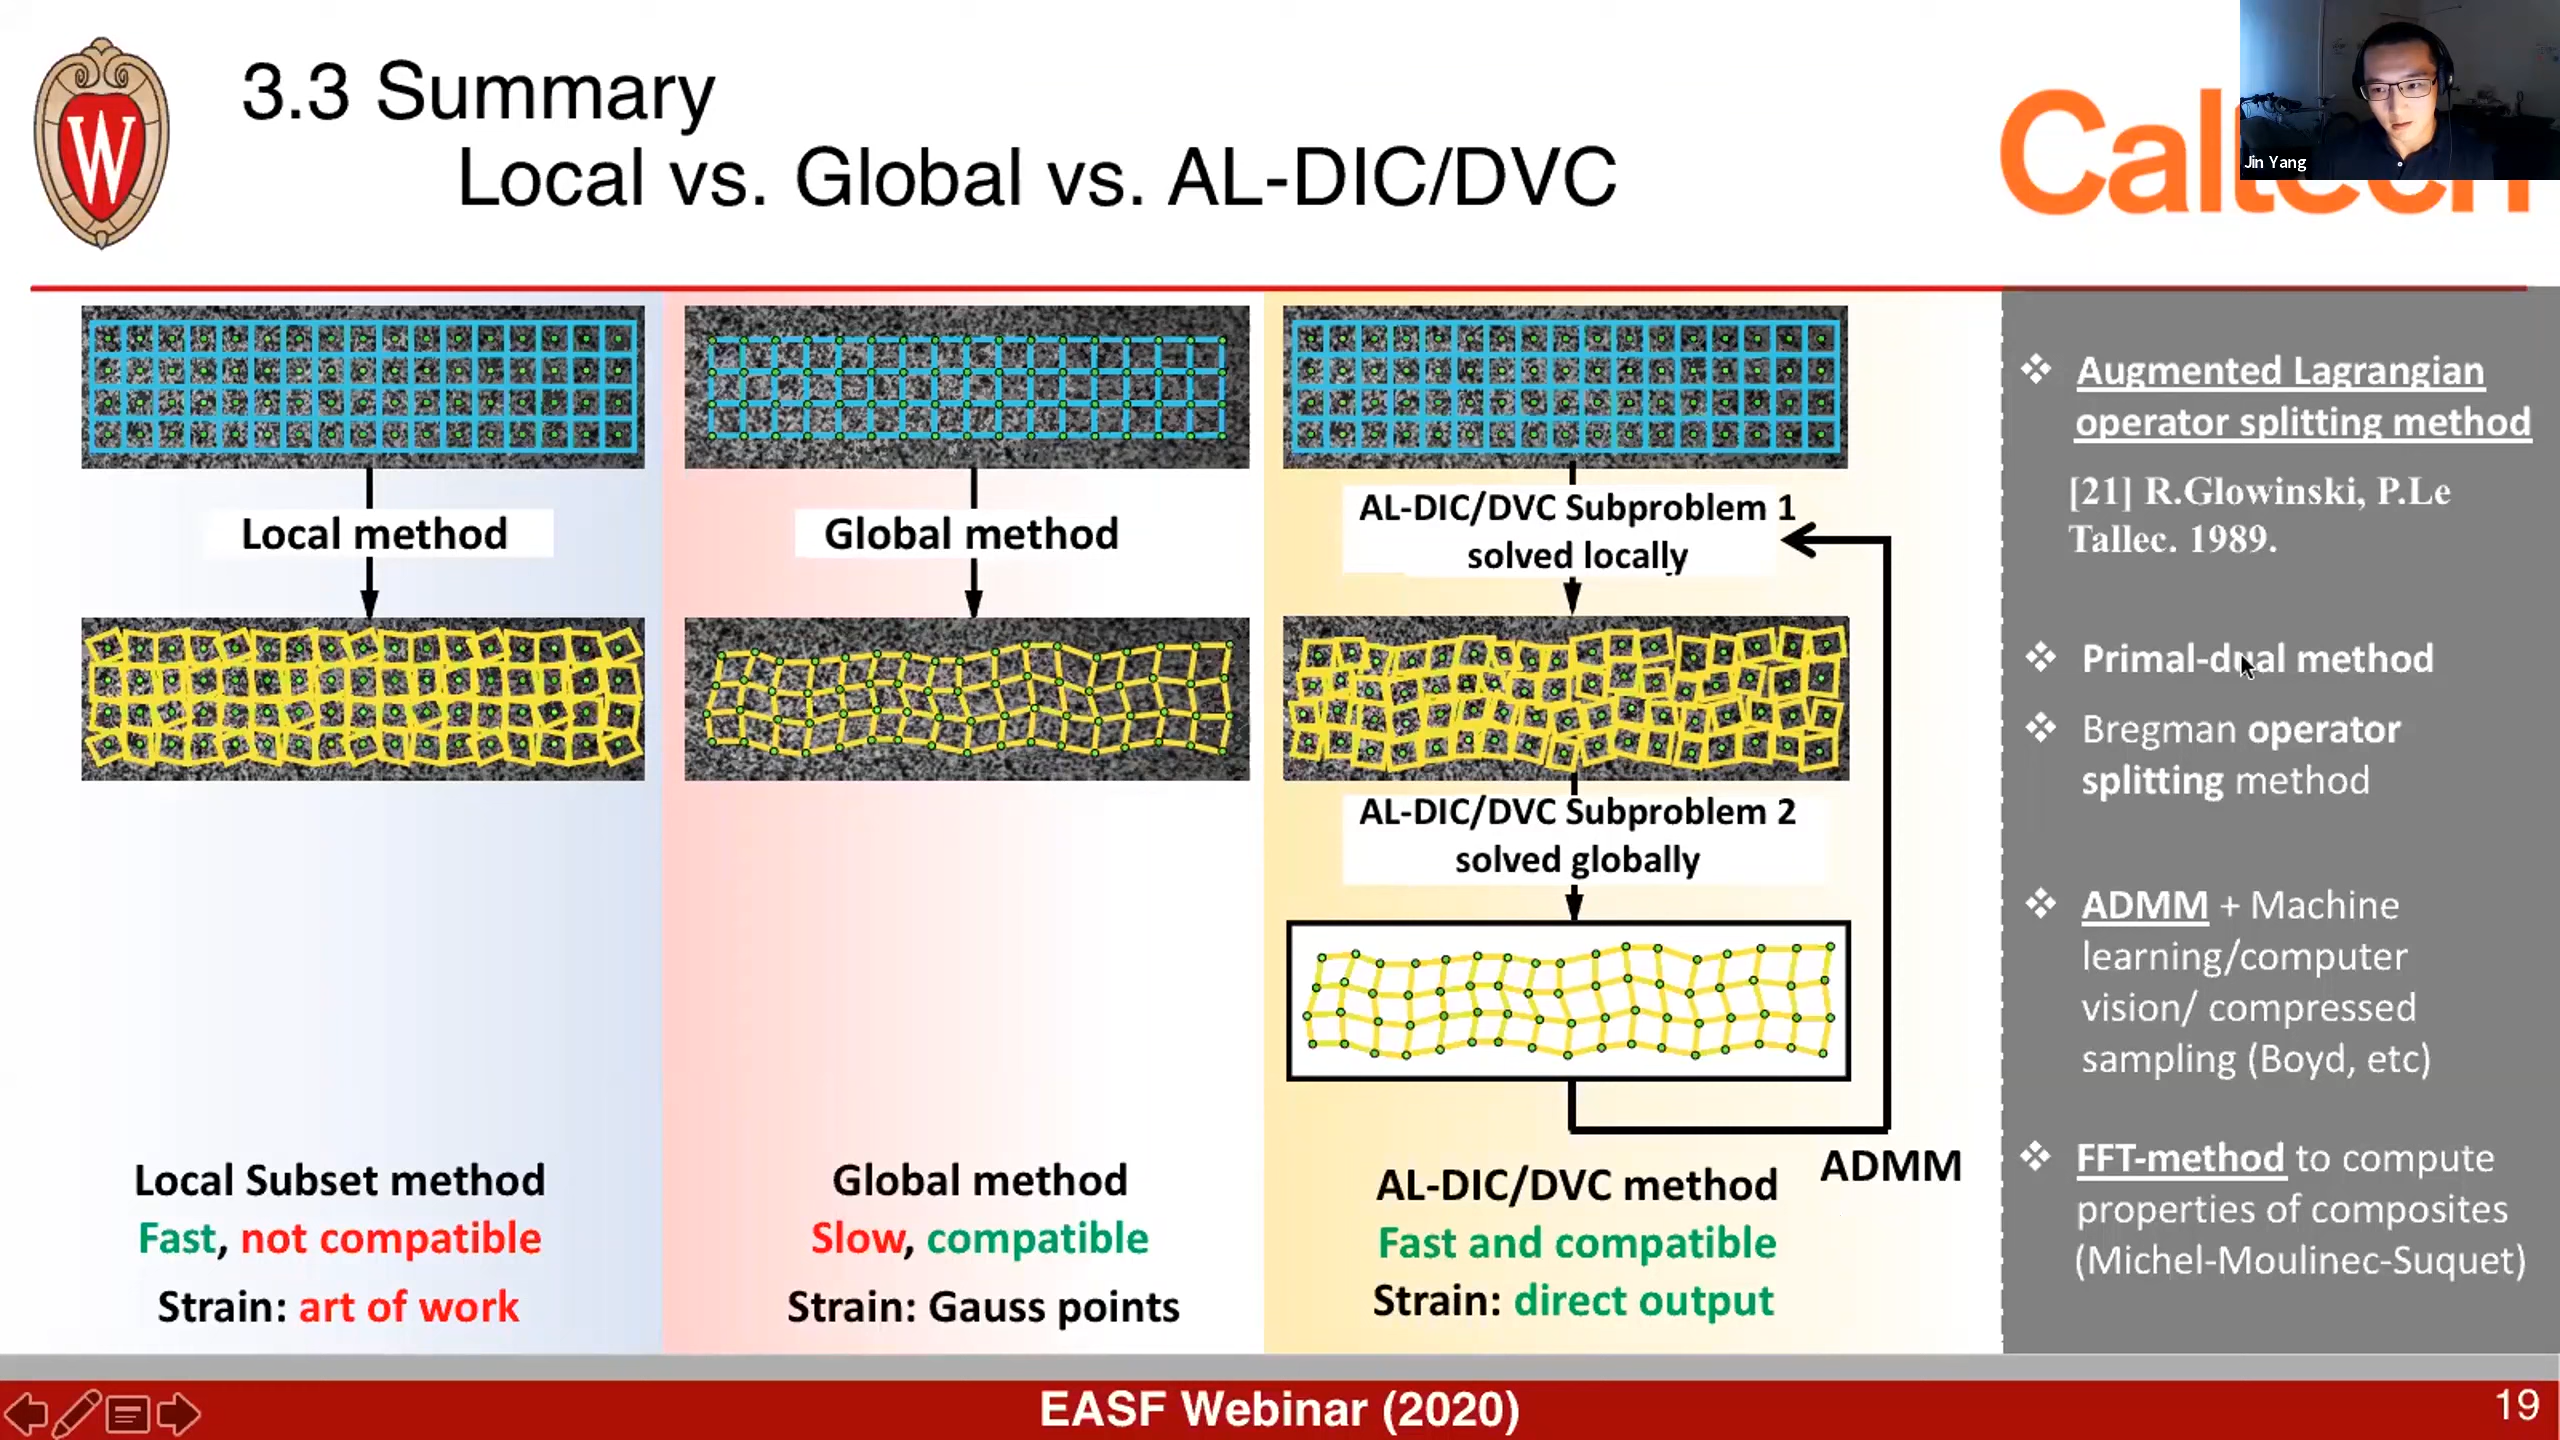 W
3.3 Summary
Local vs. Global vs. AL-DIC/DVC
Caltech
Jin Yang
Local method
Local Subset method
Fast, not compatible
Strain: art of work
Global method
Global method
Slow, compatible
Strain: Gauss points
AL-DIC/DVC Subproblem 1
solved locally
AL-DIC/DVC Subproblem 2
solved globally
ADMM
AL-DIC/DVC method
Fast and compatible
Strain: direct output
❖ Augmented Lagrangian
operator splitting method
[21] R.Glowinski, P.Le
Tallec. 1989.
❖ Primal-dual method
❖ Bregman operator
splitting method
❖ ADMM + Machine
learning/computer
vision/ compressed
sampling (Boyd, etc)
❖ FFT-method to compute
properties of composites
(Michel-Moulinec-Suquet)
EASF Webinar (2020)
19